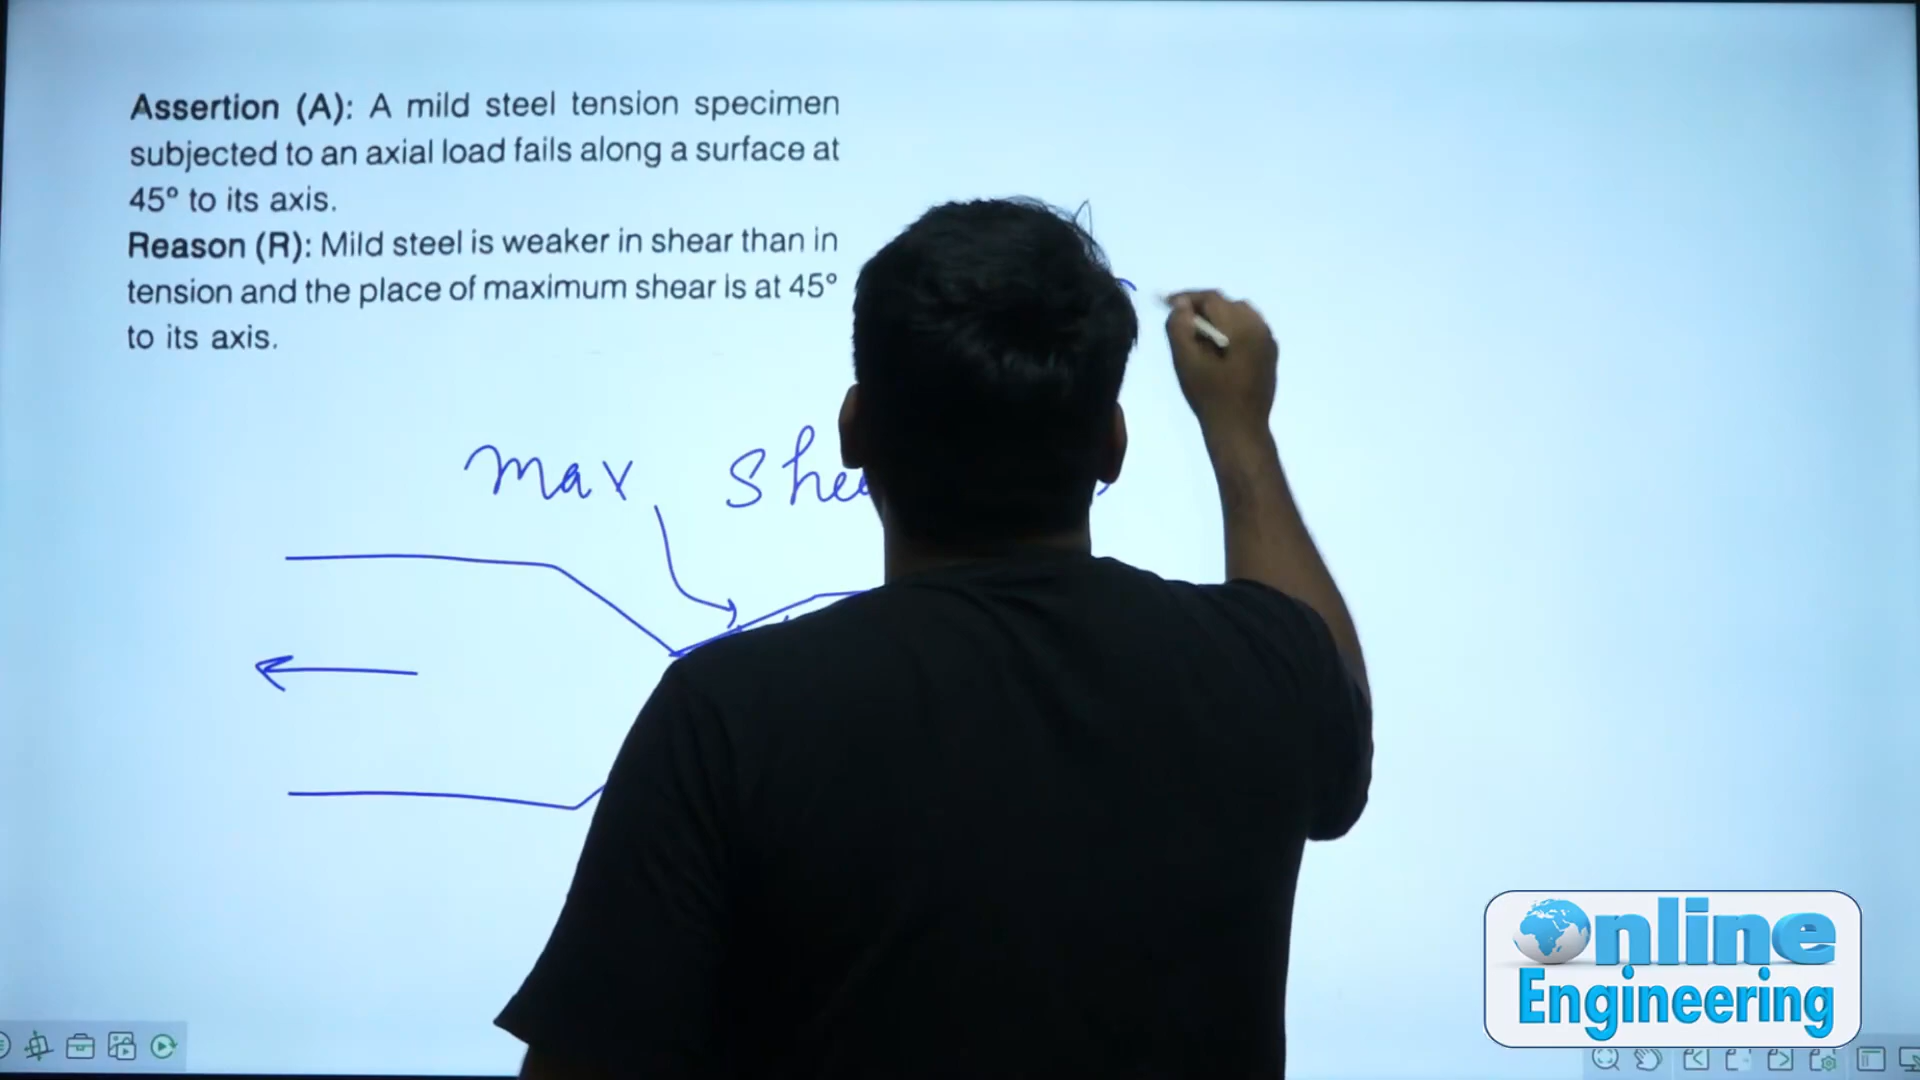 Assertion (A): A mild steel tension specimen
subjected to an axial load fails along a surface at
45º to its axis.
Reason (R): Mild steel is weaker in shear than in
tension and the place of maximum shear is at 45º
to its axis.
max
Online
Engineering